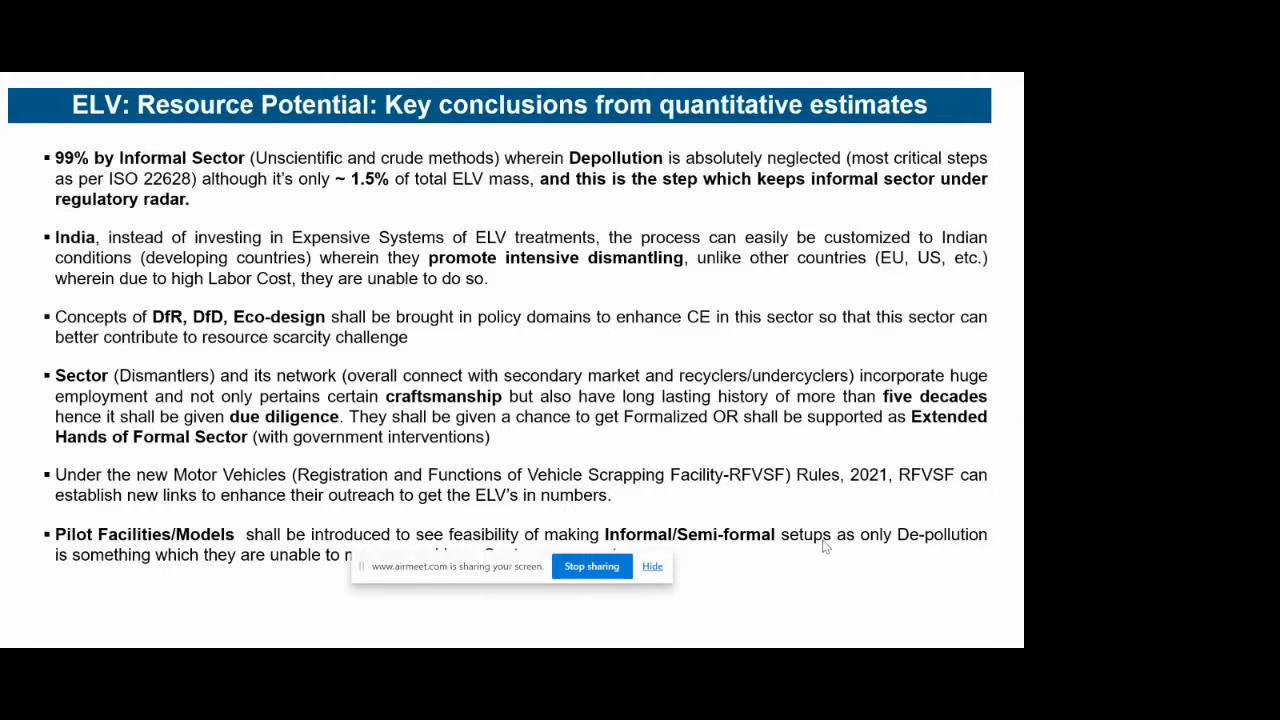 ELV: Resource Potential: Key conclusions from quantitative estimates
▪ 99% by Informal Sector (Unscientific and crude methods) wherein Depollution is absolutely neglected (most critical steps
as per ISO 22628) although it's only ~ 1.5% of total ELV mass, and this is the step which keeps informal sector under
regulatory radar.
▪ India, instead of investing in Expensive Systems of ELV treatments, the process can easily be customized to Indian
conditions (developing countries) wherein they promote intensive dismantling, unlike other countries (EU, US, etc.)
wherein due to high Labor Cost, they are unable to do so.
▪ Concepts of DfR, DfD, Eco-design shall be brought in policy domains to enhance CE in this sector so that this sector can
better contribute to resource scarcity challenge
▪ Sector (Dismantlers) and its network (overall connect with secondary market and recyclers/undercyclers) incorporate huge
employment and not only pertains certain craftsmanship but also have long lasting history of more than five decades
hence it shall be given due diligence. They shall be given a chance to get Formalized OR shall be supported as Extended
Hands of Formal Sector (with government interventions)
▪ Under the new Motor Vehicles (Registration and Functions of Vehicle Scrapping Facility-RFVSF) Rules, 2021, RFVSF can
establish new links to enhance their outreach to get the ELV's in numbers.
▪ Pilot Facilities/Models shall be introduced to see feasibility of making Informal/Semi-formal setups as only De-pollution
is something which they are unable to
www.airmeet.com is sharing your screen. Stop sharing Hide